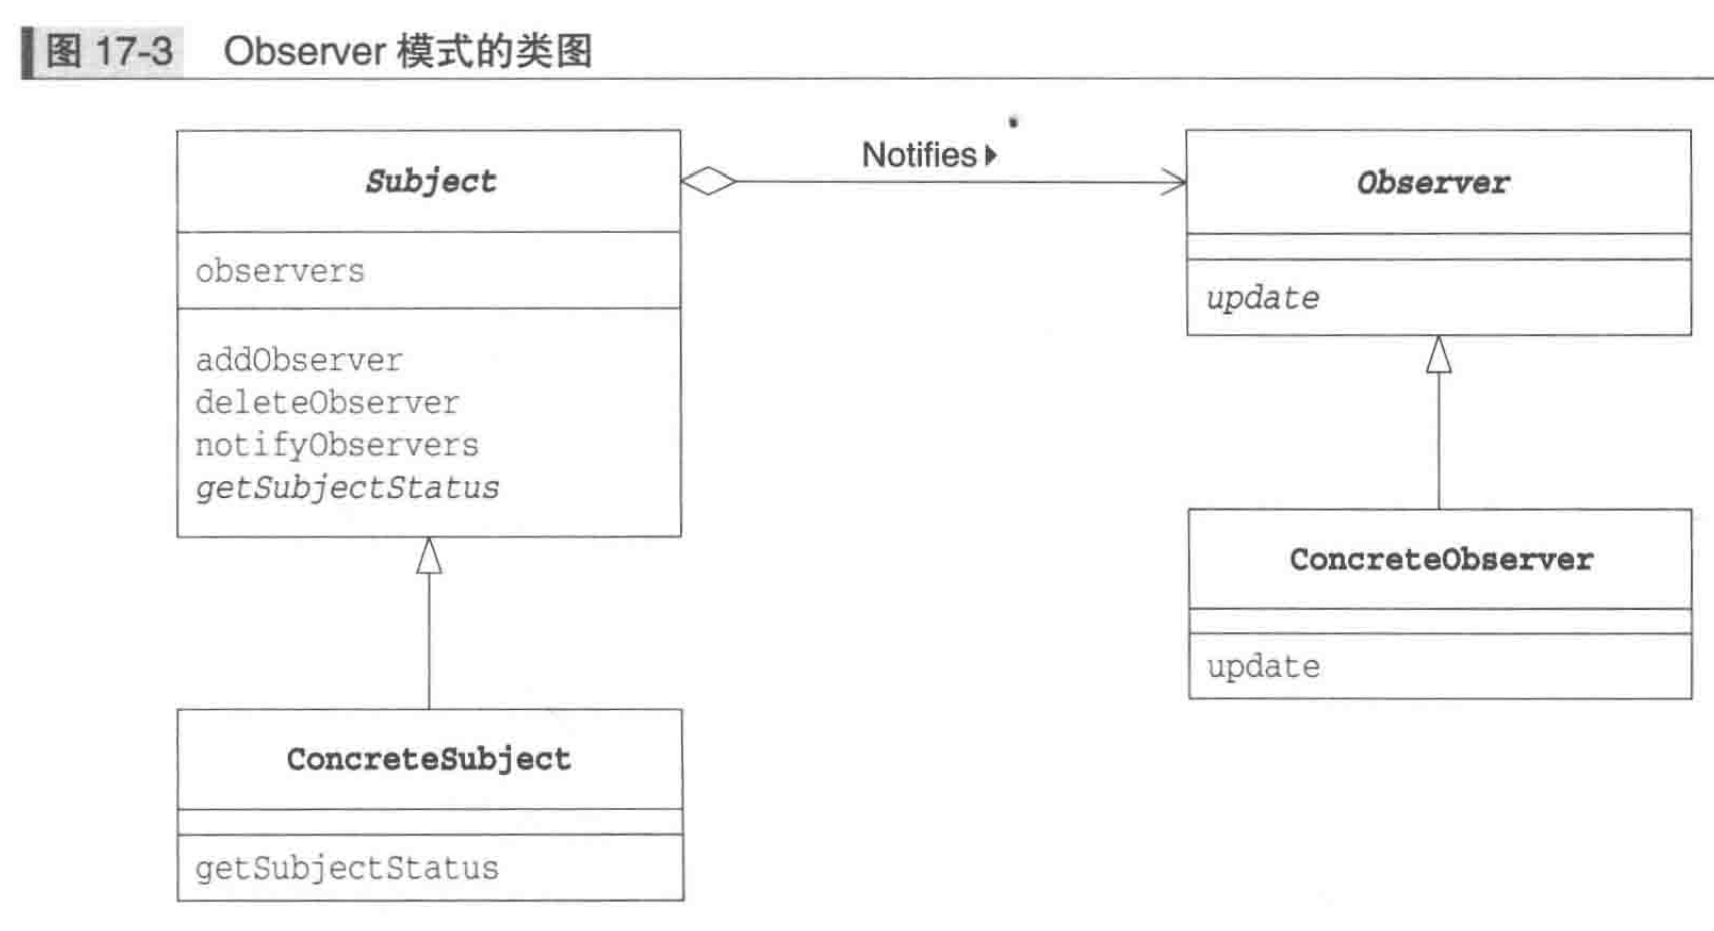 图 17-3 Observer 模式的类图
Notifies
Subject
observers
addObserver
deleteObserver
notifyObservers
getSubjectStatus
Observer
update
ConcreteObserver
update
ConcreteSubject
getSubjectStatus